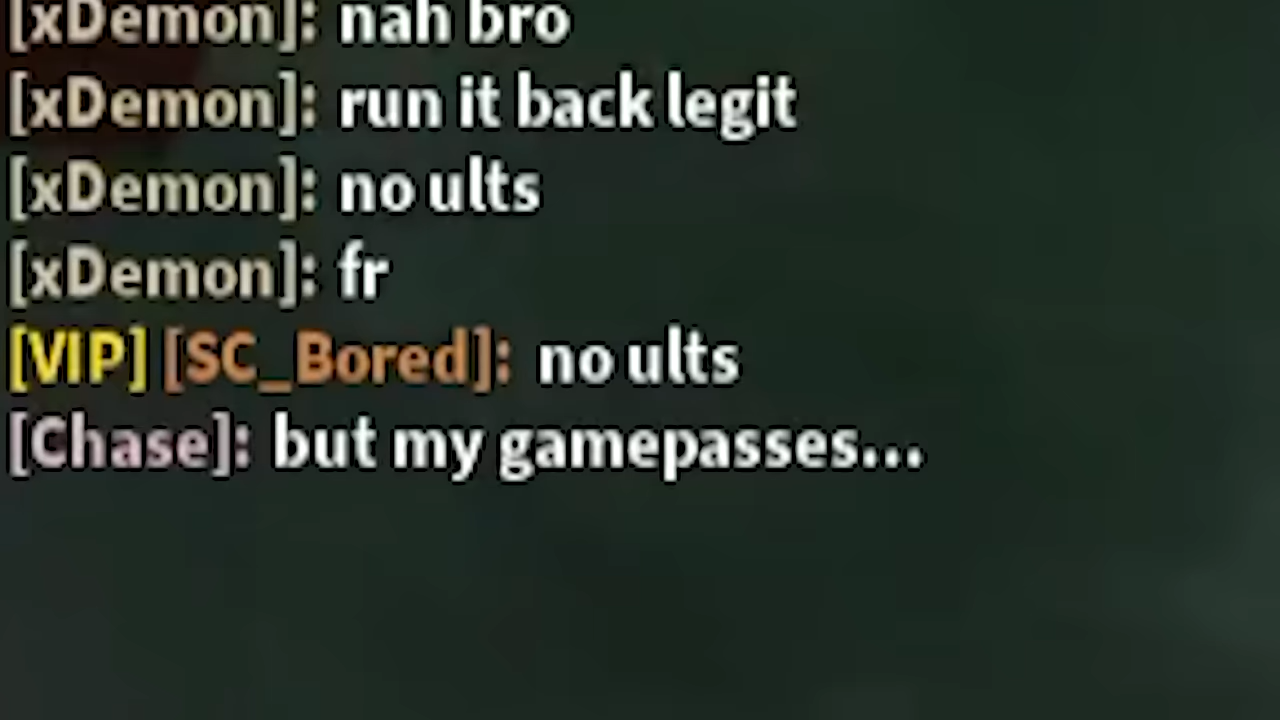 [xDemon]: nah bro
[xDemon]: run it back legit
[xDemon]: no ults
[xDemon]: fr
[VIP] [SC_Bored]: no ults
[Chase]: but my gamepasses...